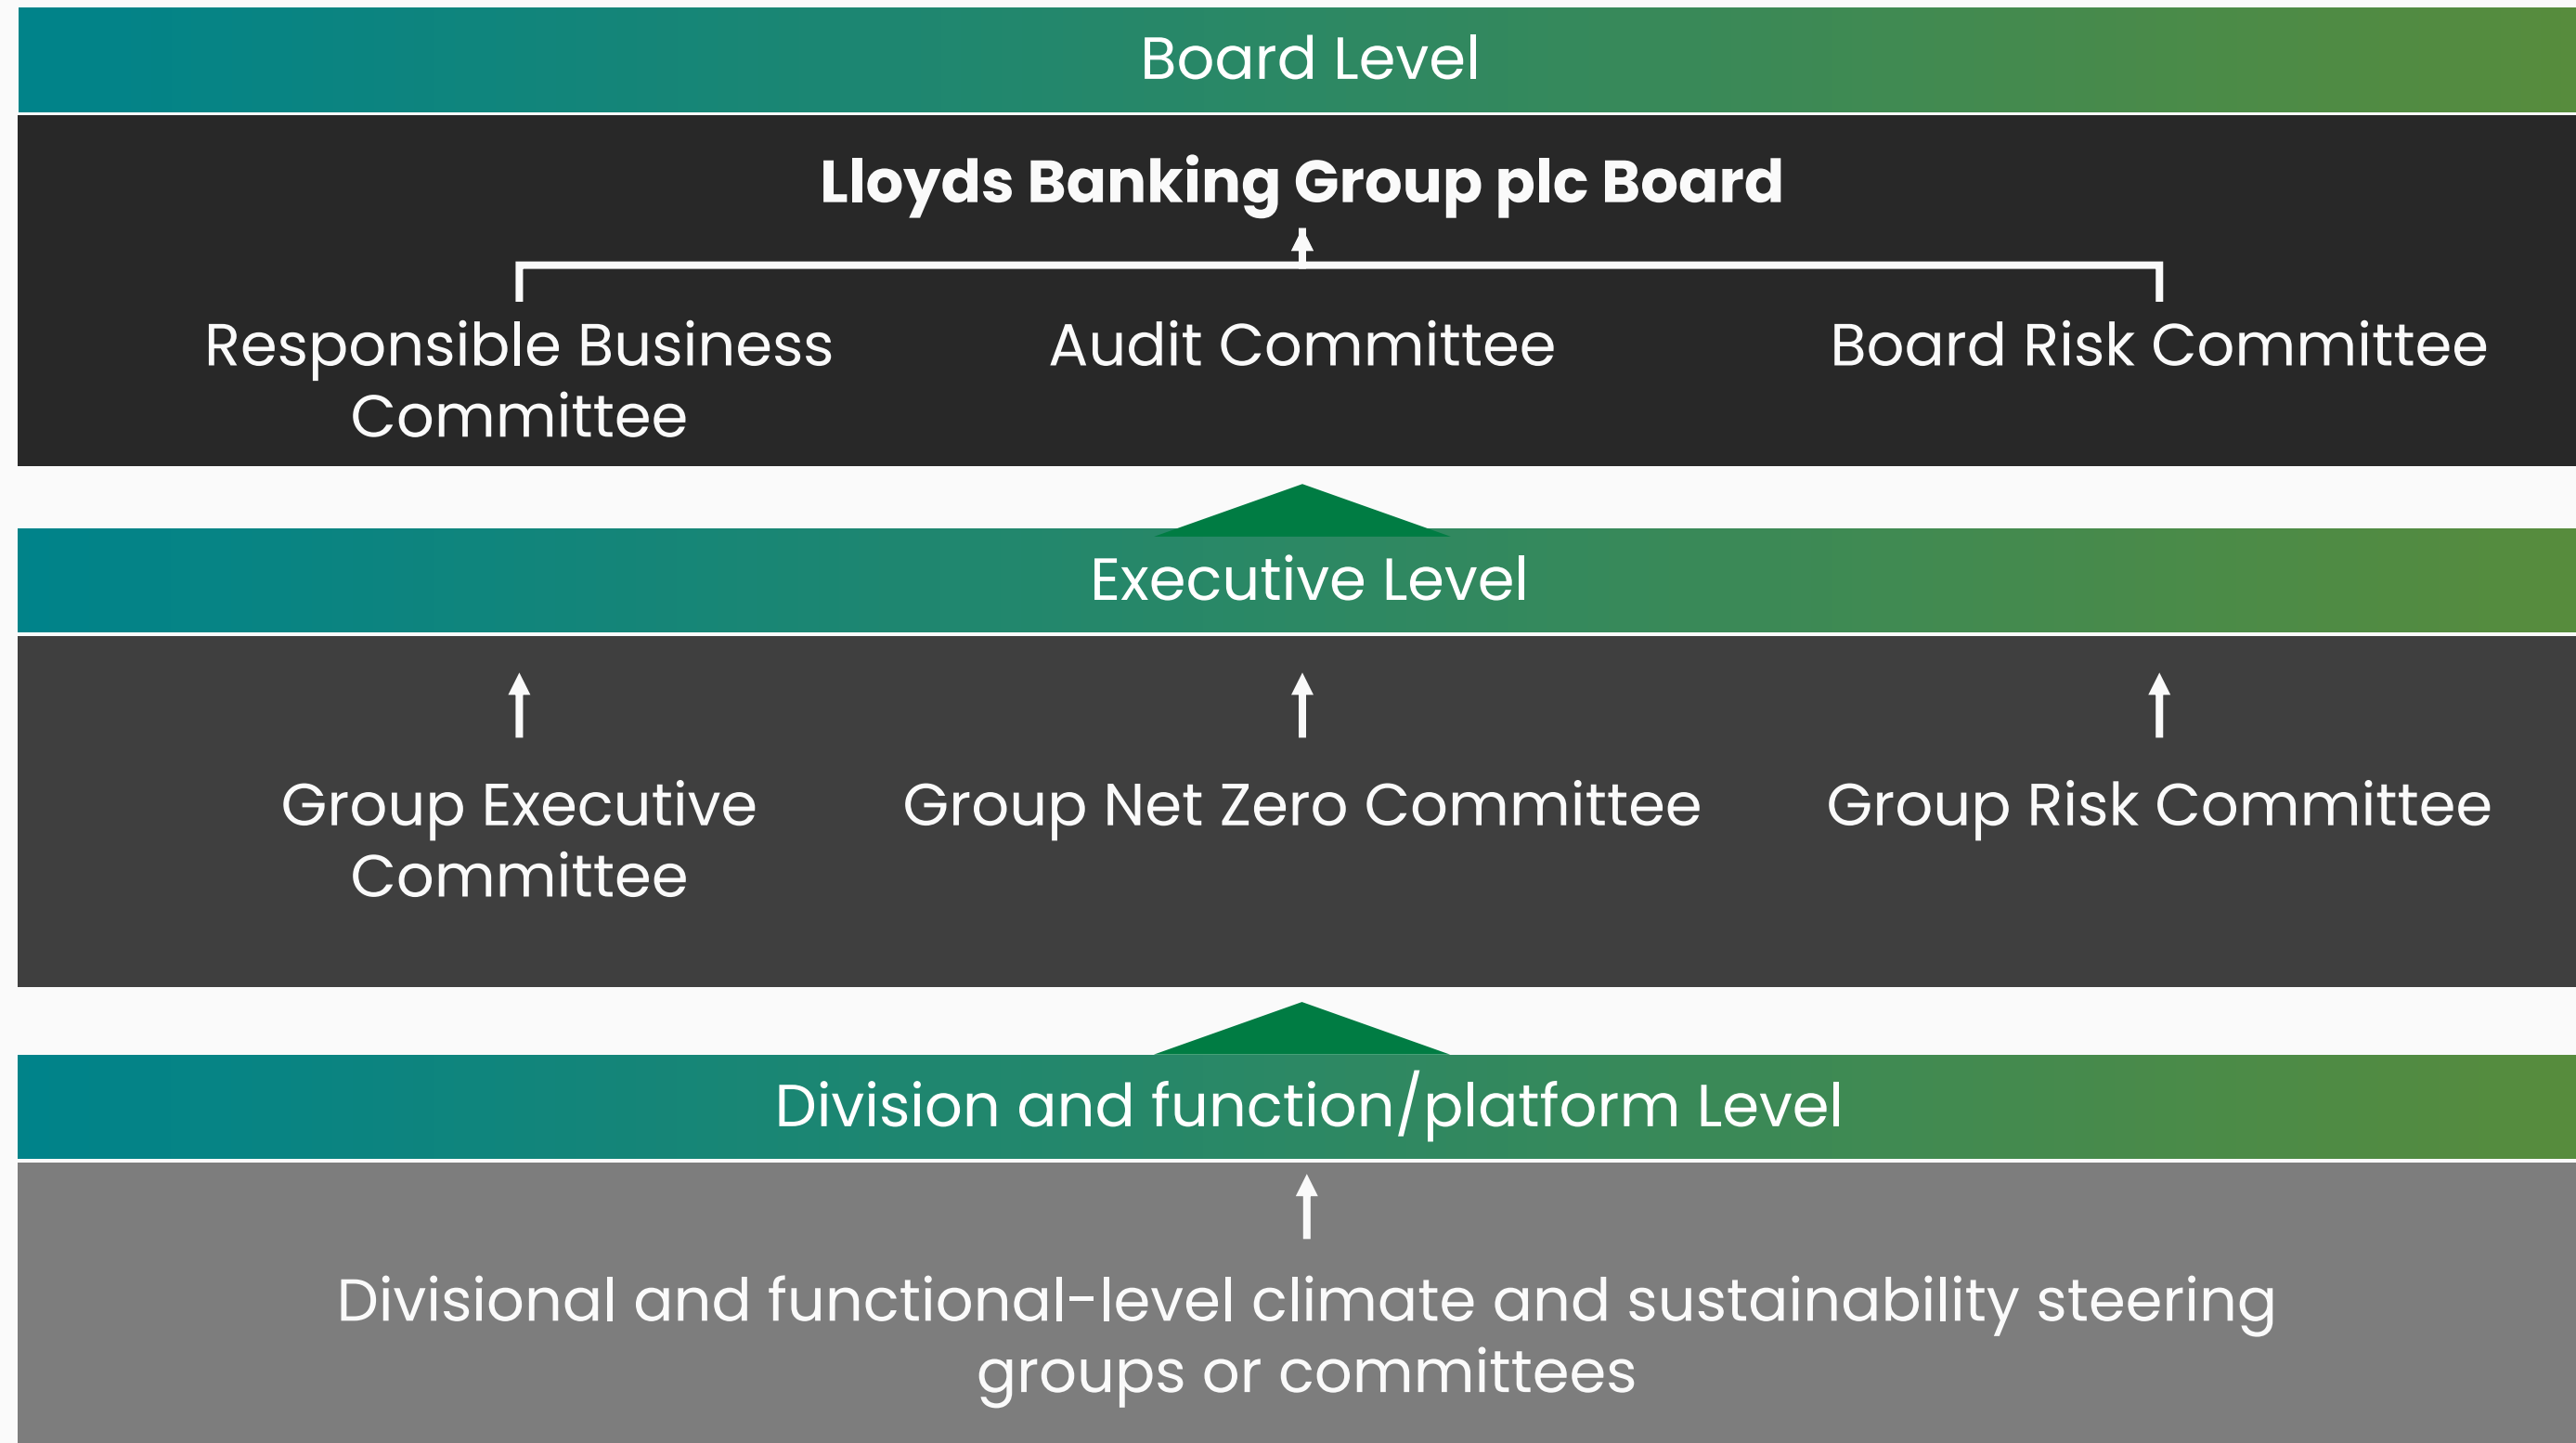 Board Level
Lloyds Banking Group plc Board
Responsible Business
Committee
Audit Committee
Board Risk Committee
Executive Level
Group Executive
Committee
Group Net Zero Committee
Group Risk Committee
Division and function/platform Level
Divisional and functional-level climate and sustainability steering
groups or committees